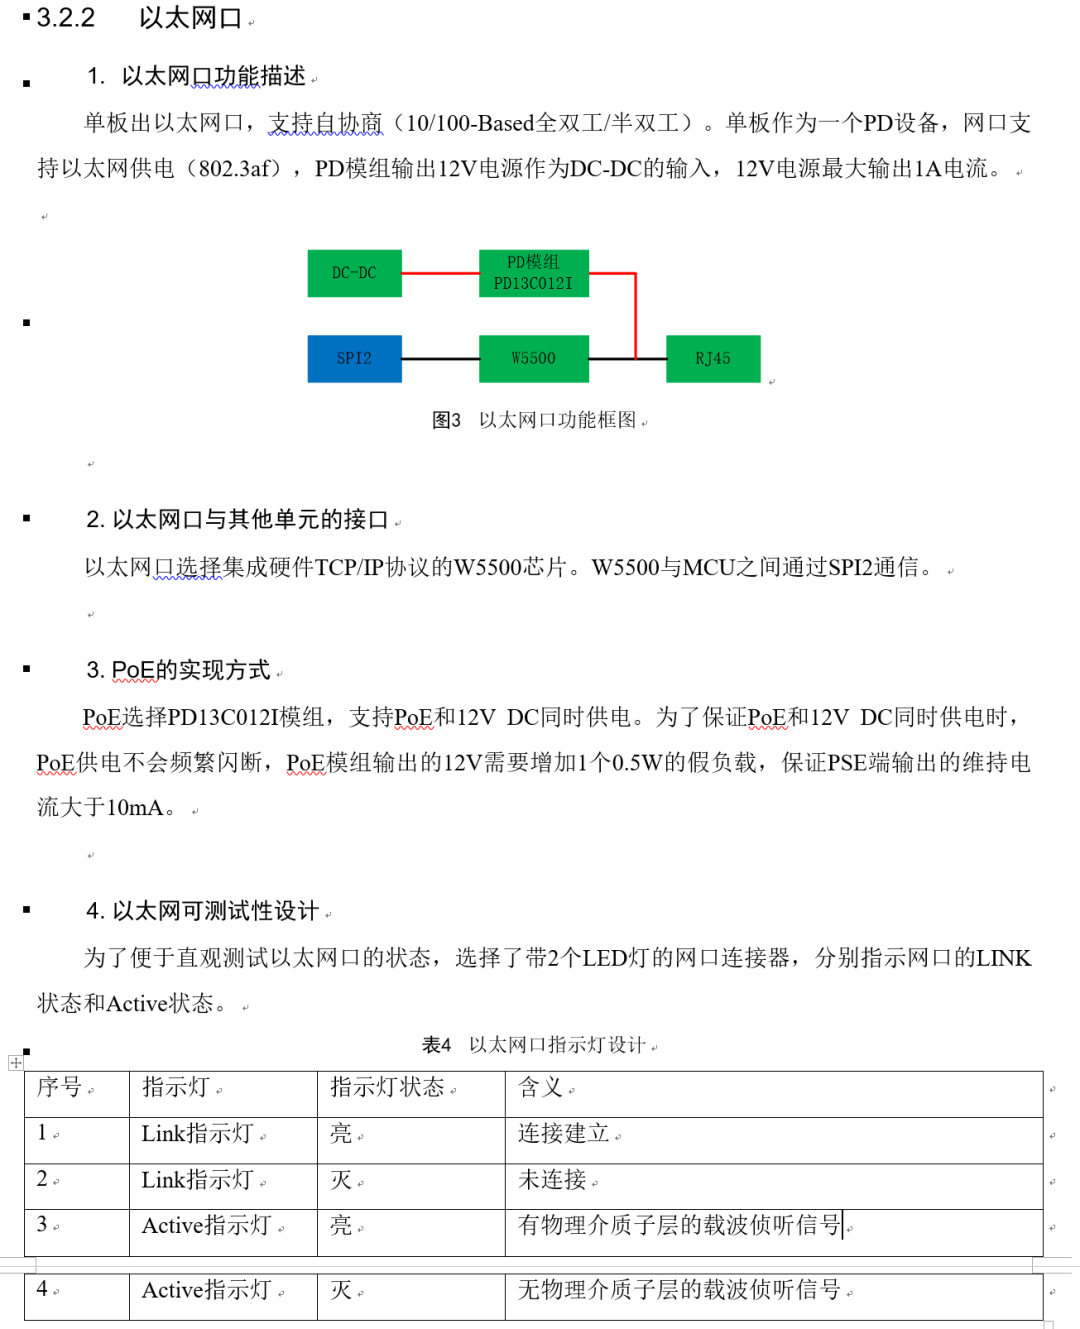 3.2.2 以太网口
1. 以太网口功能描述
单板出以太网口，支持自协商（10/100-Based全双工/半双工）。单板作为一个PD设备，网口支
持以太网供电（802.3af），PD模组输出12V电源作为DC-DC的输入，12V电源最大输出1A电流。
DC-DC
PD模组
PD13C012I
SPI2
W5500
RJ45
图3 以太网口功能框图
2. 以太网口与其他单元的接口
以太网口选择集成硬件TCP/IP协议的W5500芯片。W5500与MCU之间通过SPI2通信。
3. PoE的实现方式
PoE选择PD13C012I模组，支持PoE和12V DC同时供电。为了保证PoE和12V DC同时供电时，
PoE供电不会频繁闪断，PoE模组输出的12V需要增加1个0.5W的假负载，保证PSE端输出的维持电
流大于10mA。
4. 以太网可测试性设计
为了便于直观测试以太网口的状态，选择了带2个LED灯的网口连接器，分别指示网口的LINK
状态和Active状态。
表4 以太网口指示灯设计
序号 指示灯 指示灯状态 含义
1 Link指示灯 亮 连接建立
2 Link指示灯 灭 未连接
3 Active指示灯 亮 有物理介质子层的载波侦听信号
4 Active指示灯 灭 无物理介质子层的载波侦听信号